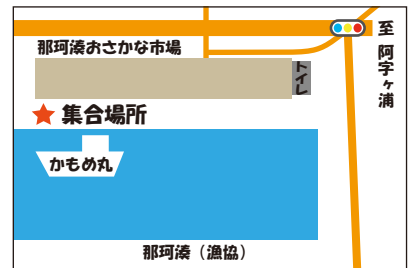 至 阿字ヶ浦
那珂湊おさかな市場
トイレ
★ 集合場所
かもめ丸
那珂湊（漁協）